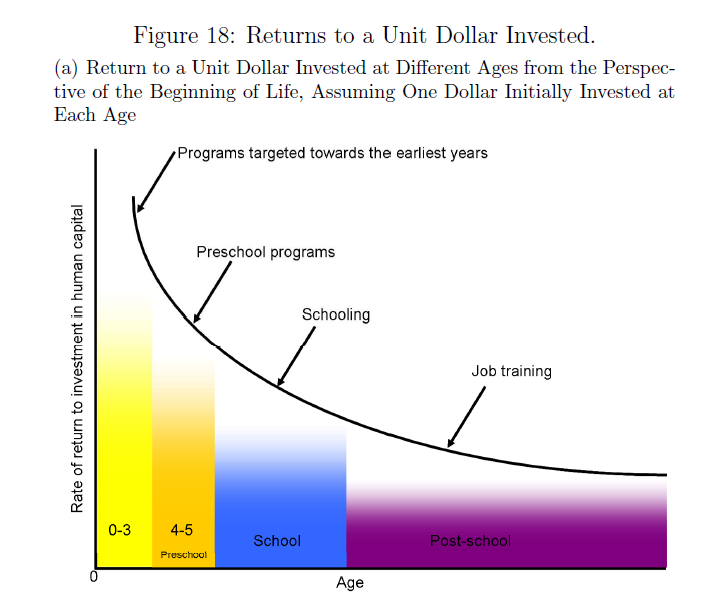 Figure 18: Returns to a Unit Dollar Invested.
(a) Return to a Unit Dollar Invested at Different Ages from the Perspec-
tive of the Beginning of Life, Assuming One Dollar Initially Invested at
Each Age
Programs targeted towards the earliest years
Preschool programs
Schooling
Job training
Rate of return to investment in human capital
0-3
4-5
Preschool
School
Post-school
0
Age